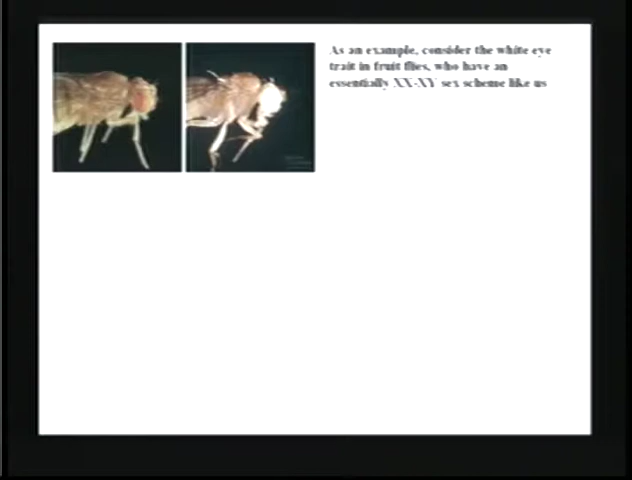 As an example, consider the white eye
trait in fruit flies, who have an
essentially XX-XY sex scheme like us